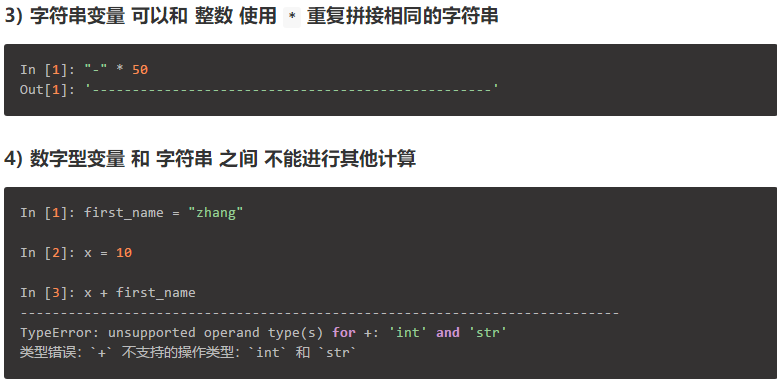 3) 字符串变量 可以和 整数 使用 * 重复拼接相同的字符串
In [1]: "-" * 50
Out[1]: '--------------------------------------------------'
4) 数字型变量 和 字符串 之间 不能进行其他计算
In [1]: first_name = "zhang"
In [2]: x = 10
In [3]: x + first_name
---------------------------------------------------------------------------
TypeError: unsupported operand type(s) for +: 'int' and 'str'
类型错误：`+` 不支持的操作类型：`int` 和 `str`